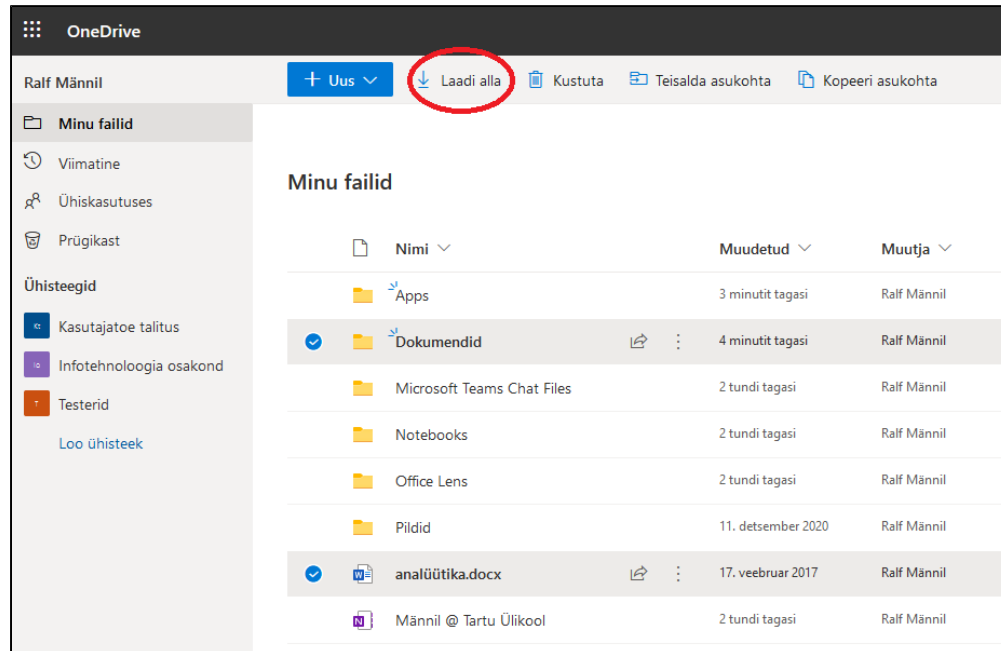 OneDrive
Ralf Männil
Uus
Laadi alla
Kustuta
Teisalda asukohta
Kopeeri asukohta
Minu failid
Viimatine
Ühiskasutuses
Prügikast
Ühisteegid
Kt Kasutajatoe talitus
Infotehnoloogia osakond
T Testerid
Loo ühisteek
Minu failid
Nimi Muudetud Muutja
Apps 3 minutit tagasi Ralf Männil
Dokumendid 4 minutit tagasi Ralf Männil
Microsoft Teams Chat Files 2 tundi tagasi Ralf Männil
Notebooks 2 tundi tagasi Ralf Männil
Office Lens 2 tundi tagasi Ralf Männil
Pildid 11. detsember 2020 Ralf Männil
analüütika.docx 17. veebruar 2017 Ralf Männil
Männil @ Tartu Ülikool 2 tundi tagasi Ralf Männil